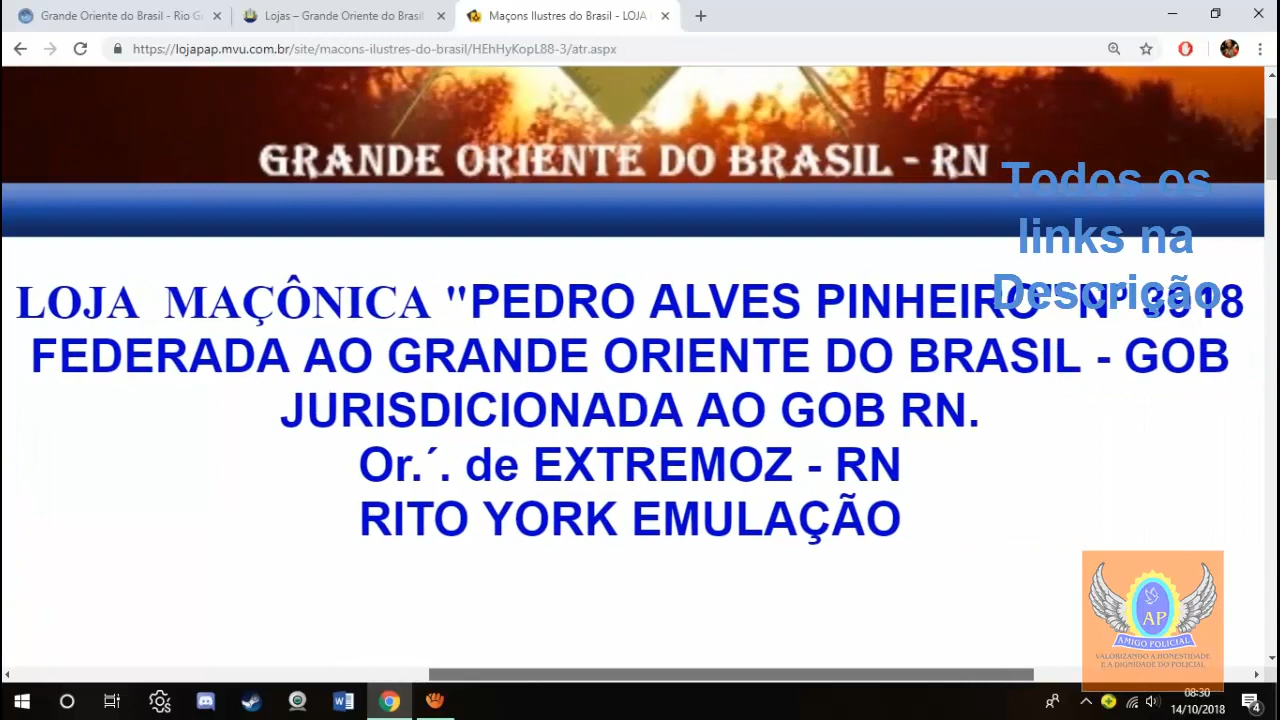 Grande Oriente do Brasil - Rio G
Lojas – Grande Oriente do Brasil
Maçons Ilustres do Brasil - LOJA
https://lojapap.mvu.com.br/site/macons-ilustres-do-brasil/HEhHyKopL88-3/atr.aspx
GRANDE ORIENTE DO BRASIL - RN
Todos os
links na
Descrição
LOJA MAÇÔNICA "PEDRO ALVES PINHEIRO"
FEDERADA AO GRANDE ORIENTE DO BRASIL - GOB
JURISDICIONADA AO GOB RN.
Or.´. de EXTREMOZ - RN
RITO YORK EMULAÇÃO
AP
AMIGO POLICIAL
VALORIZANDO A HONESTIDADE
E A DIGNIDADE DO POLICIAL
08:30
14/10/2018
4